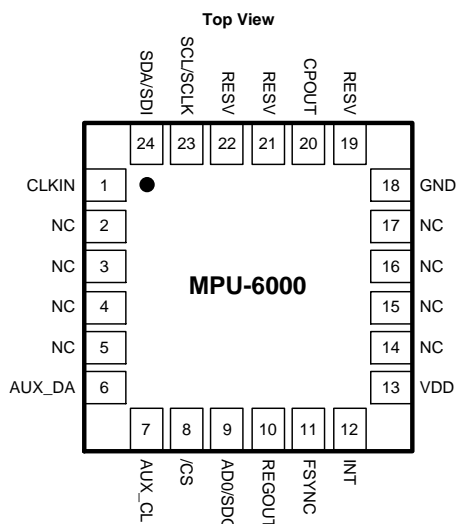 Top View
SDA/SDI
SCL/SCLK
RESV
RESV
CPOUT
RESV
24
23
22
21
20
19
CLKIN
1
18
GND
NC
2
17
NC
NC
3
16
NC
MPU-6000
NC
4
15
NC
NC
5
14
NC
AUX_DA
6
13
VDD
7
8
9
10
11
12
AUX_CL
/CS
AD0/SDO
REGOUT
FSYNC
INT